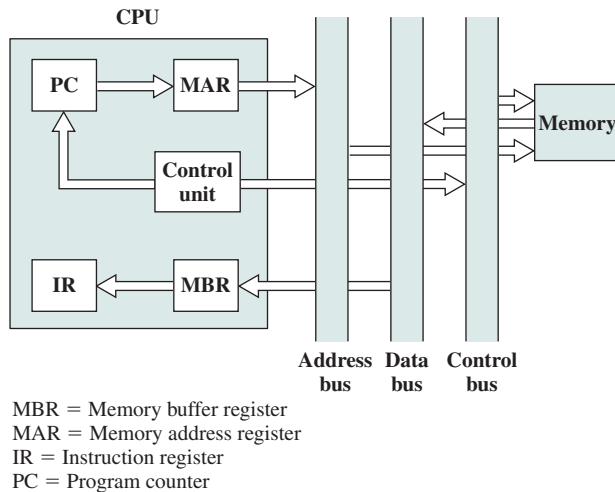 CPU
PC
MAR
Memory
Control
unit
IR
MBR
Address
bus
Data
bus
Control
bus
MBR = Memory buffer register
MAR = Memory address register
IR = Instruction register
PC = Program counter